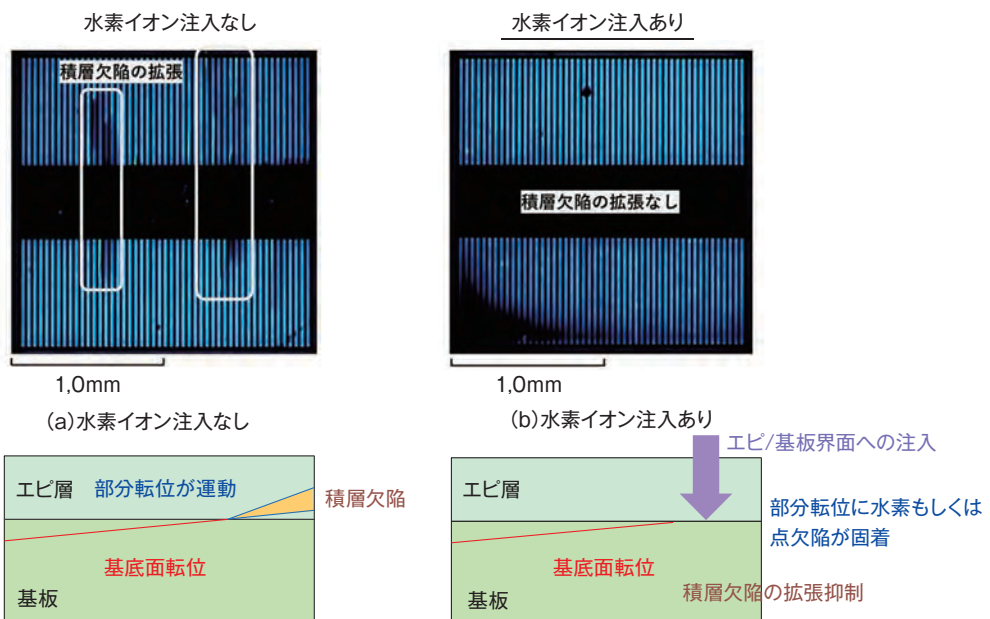 水素イオン注入なし
水素イオン注入あり
積層欠陥の拡張
積層欠陥の拡張なし
1,0mm
1,0mm
(a)水素イオン注入なし
(b)水素イオン注入あり
エピ/基板界面への注入
エピ層
部分転位が運動
積層欠陥
基底面転位
基板
エピ層
部分転位に水素もしくは
点欠陥が固着
基底面転位
積層欠陥の拡張抑制
基板